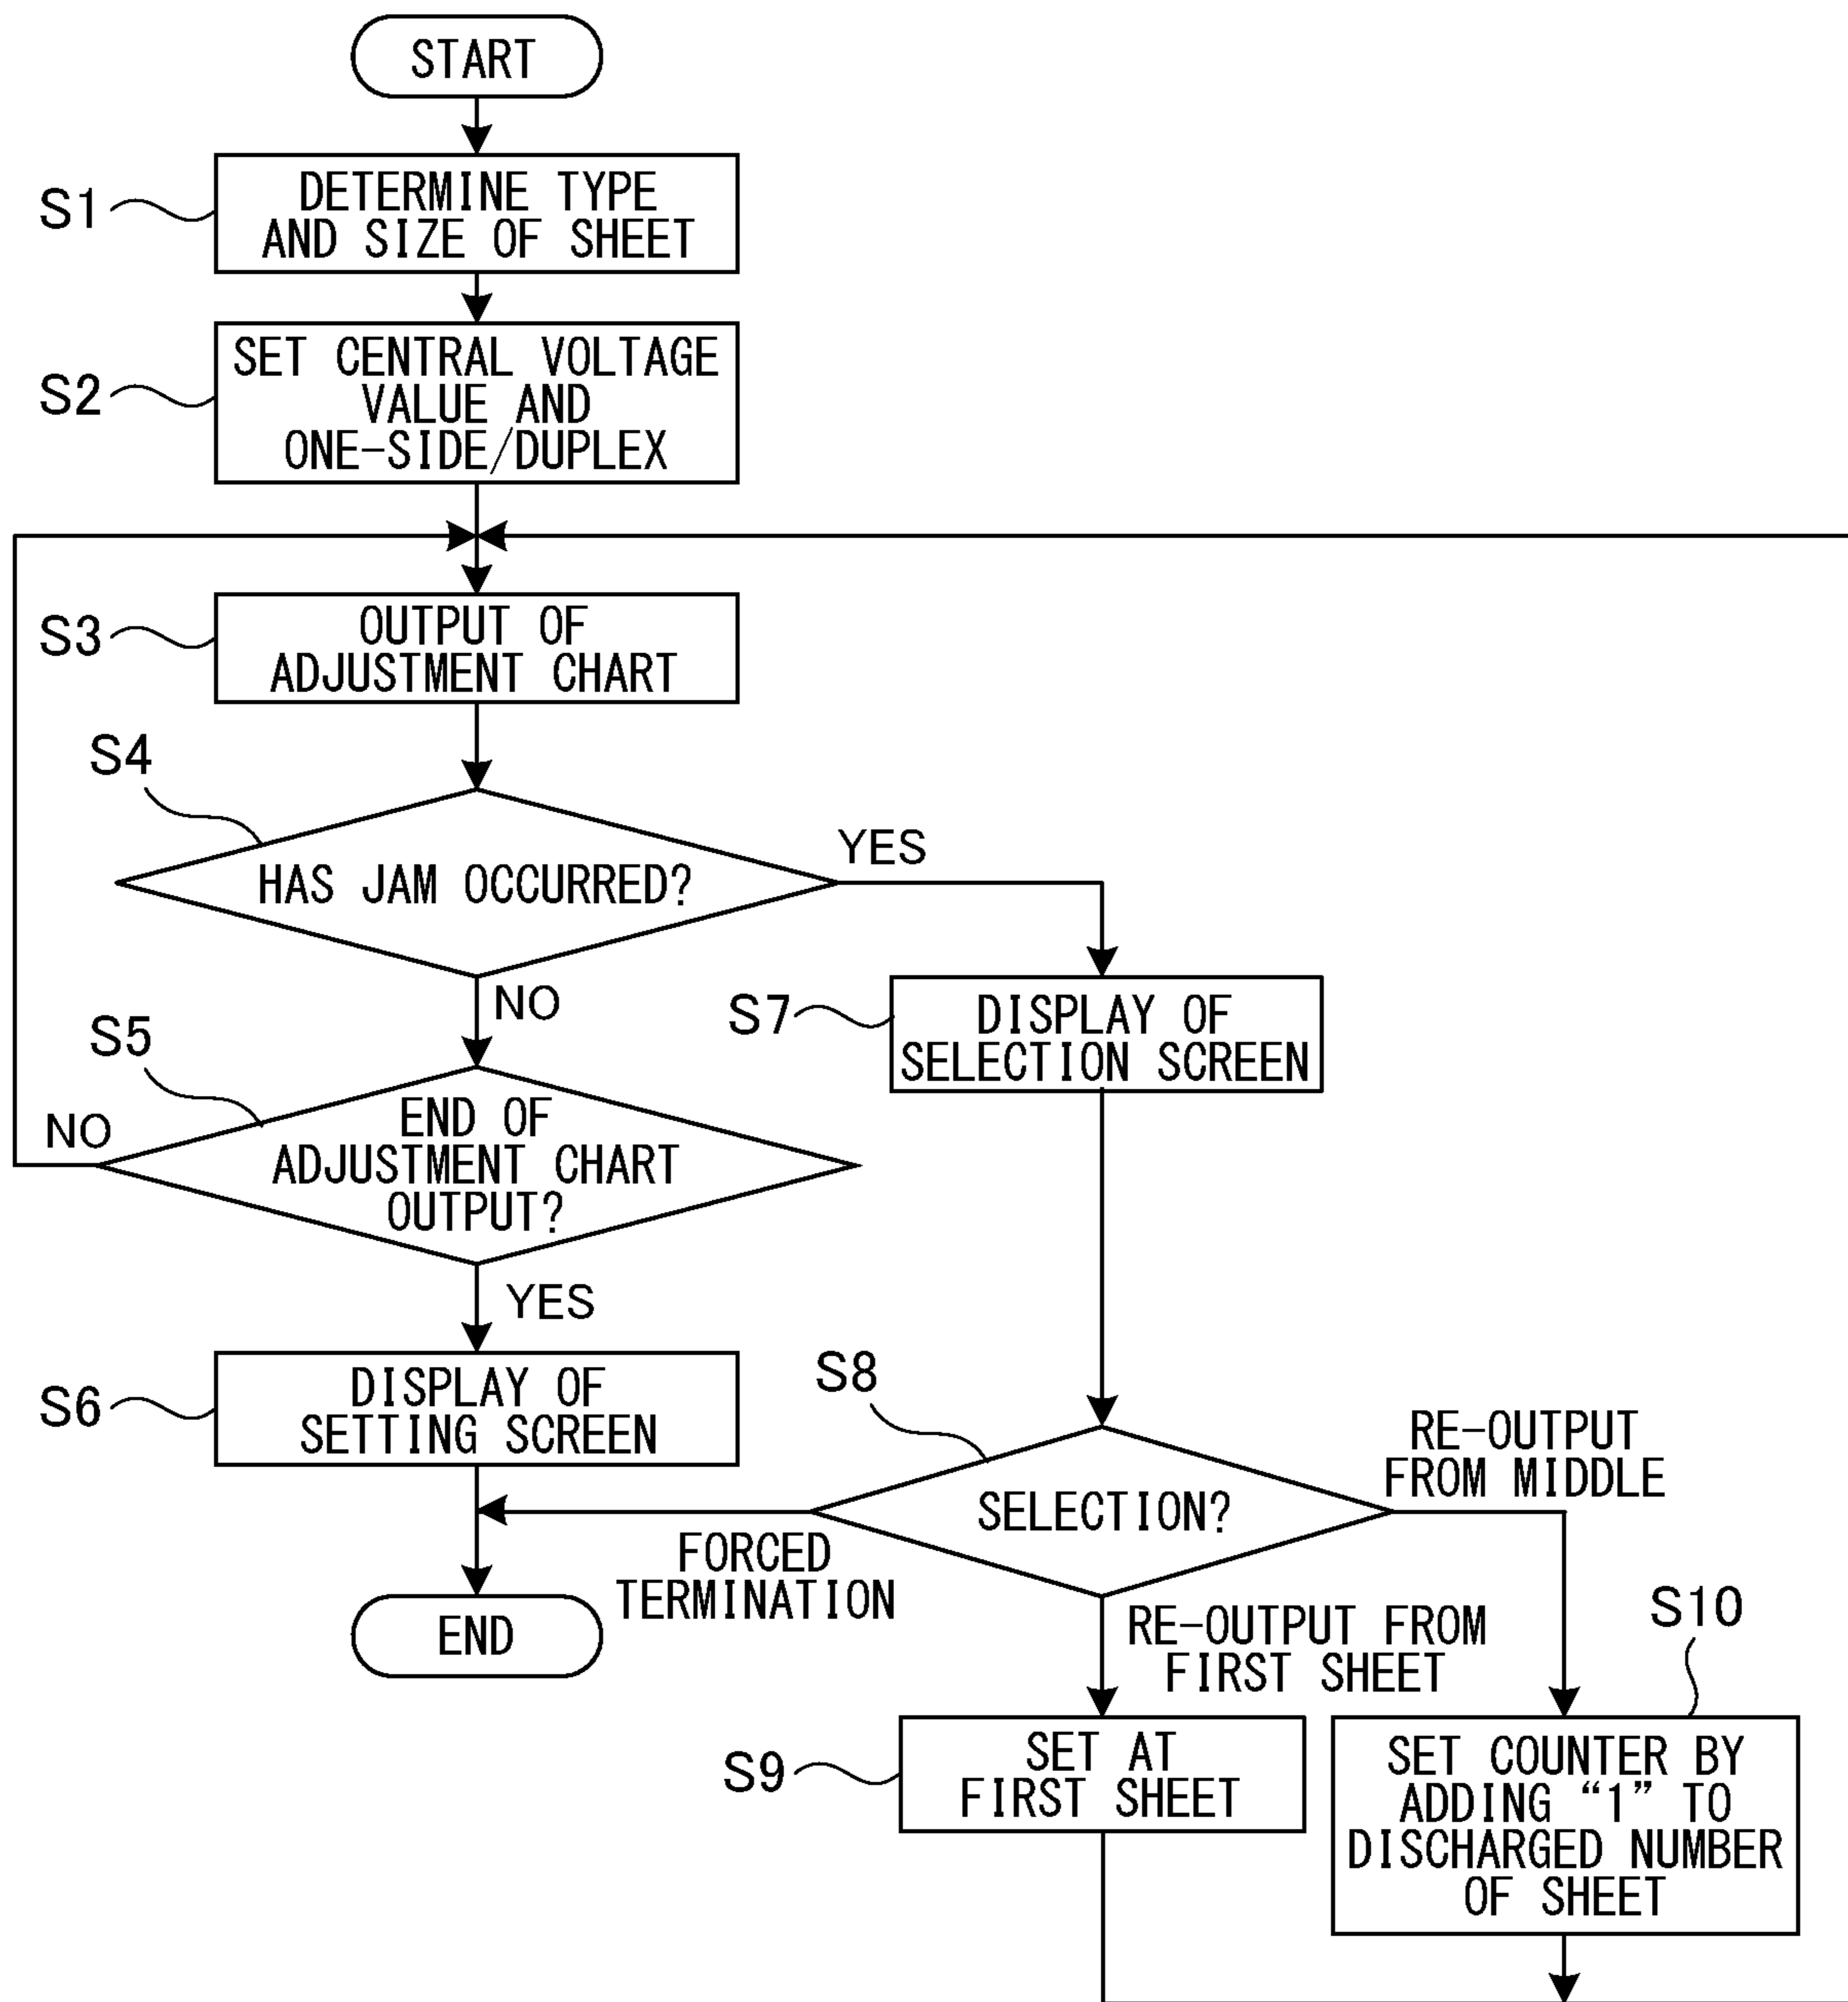 START
S1
DETERMINE TYPE
AND SIZE OF SHEET
S2
SET CENTRAL VOLTAGE
VALUE AND
ONE-SIDE/DUPLEX
S3
OUTPUT OF
ADJUSTMENT CHART
S4
HAS JAM OCCURRED?
YES
NO
S5
END OF
ADJUSTMENT CHART
OUTPUT?
NO
YES
S6
DISPLAY OF
SETTING SCREEN
END
S7
DISPLAY OF
SELECTION SCREEN
S8
SELECTION?
FORCED
TERMINATION
RE-OUTPUT FROM
FIRST SHEET
RE-OUTPUT
FROM MIDDLE
S9
SET AT
FIRST SHEET
S10
SET COUNTER BY
ADDING “1” TO
DISCHARGED NUMBER
OF SHEET